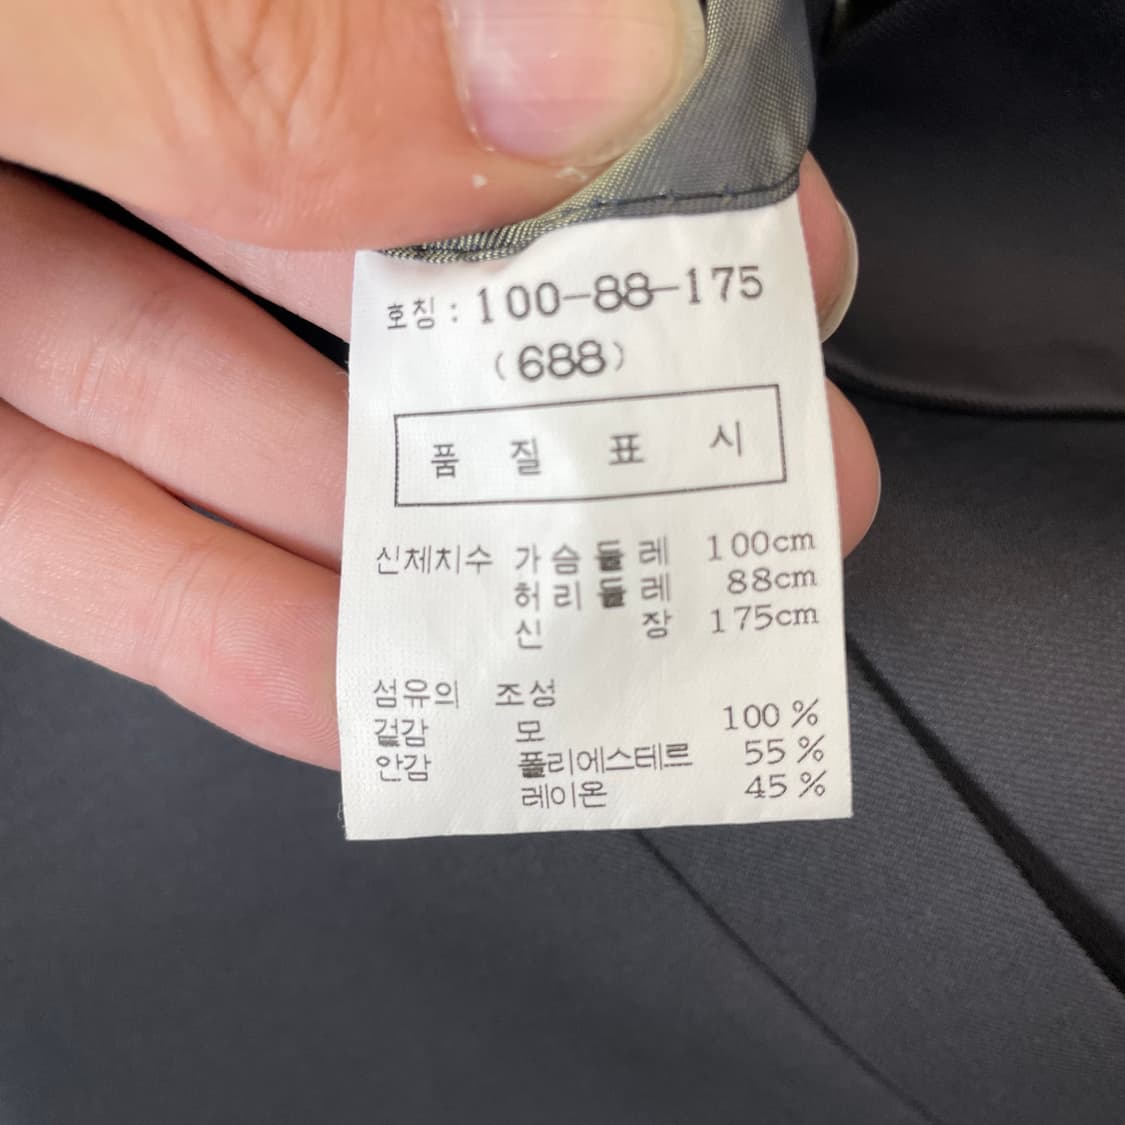 호칭 : 100-88-175
(688)
품 질 표 시
신체치수 가 슴 둘 레 100cm
허 리 둘 레 88cm
신 장 175cm
섬유의 조성
겉감 모 100 %
안감 폴리에스테르 55 %
레이온 45 %